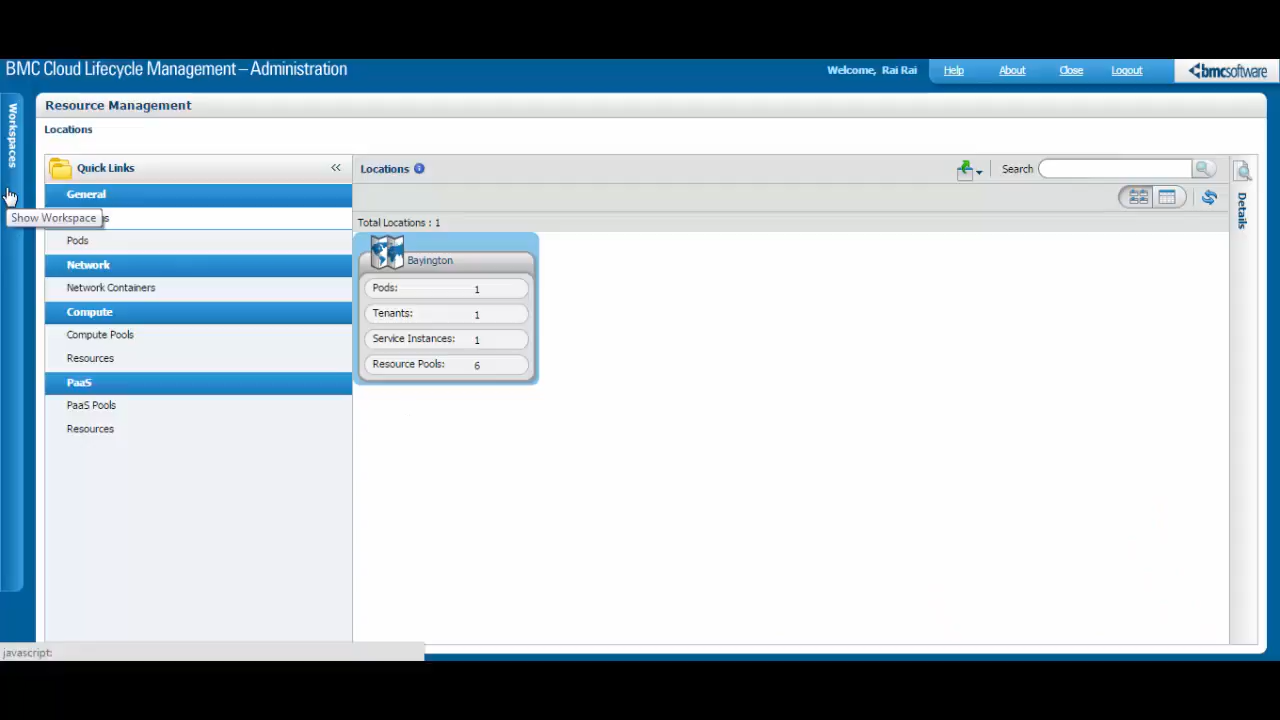 BMC Cloud Lifecycle Management – Administration
Welcome, Rai Rai
Help
About
Close
Logout
bmcsoftware
Workspaces
Resource Management
Locations
Quick Links
General
Show Workspace
Pods
Network
Network Containers
Compute
Compute Pools
Resources
PaaS
PaaS Pools
Resources
Locations
Search
Total Locations : 1
Bayington
Pods: 1
Tenants: 1
Service Instances: 1
Resource Pools: 6
Details
javascript: